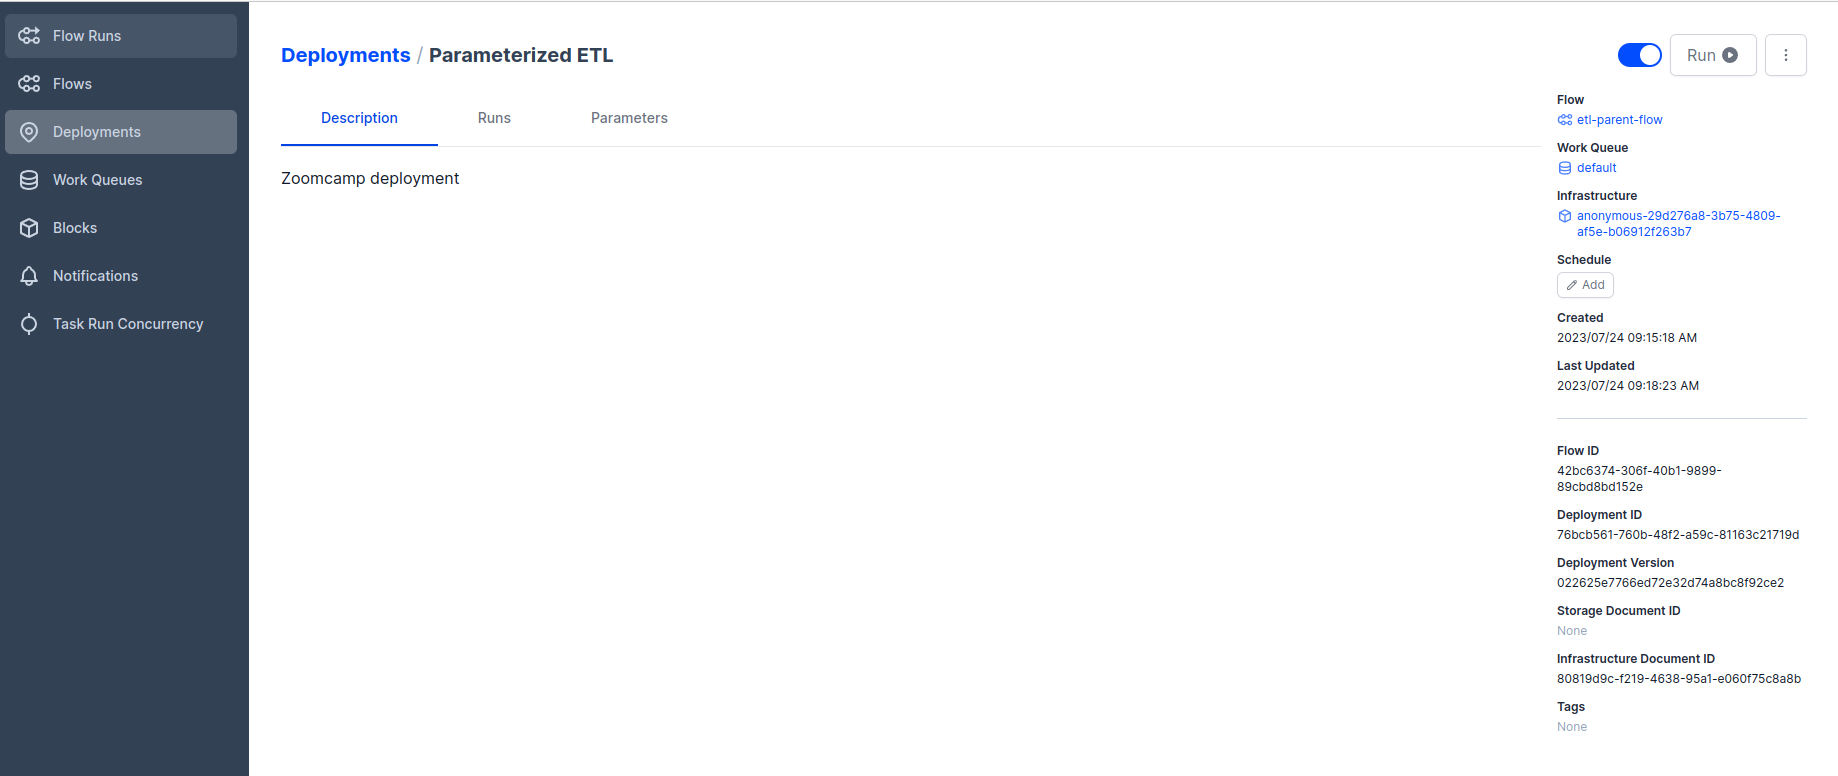 Flow Runs
Flows
Deployments
Work Queues
Blocks
Notifications
Task Run Concurrency
Deployments / Parameterized ETL
Run
Description Runs Parameters
Zoomcamp deployment
Flow
etl-parent-flow
Work Queue
default
Infrastructure
anonymous-29d276a8-3b75-4809-
af5e-b06912f263b7
Schedule
Add
Created
2023/07/24 09:15:18 AM
Last Updated
2023/07/24 09:18:23 AM
Flow ID
42bc6374-306f-40b1-9899-
89cbd8bd152e
Deployment ID
76bcb561-760b-48f2-a59c-81163c21719d
Deployment Version
022625e7766ed72e32d74a8bc8f92ce2
Storage Document ID
None
Infrastructure Document ID
80819d9c-f219-4638-95a1-e060f75c8a8b
Tags
None